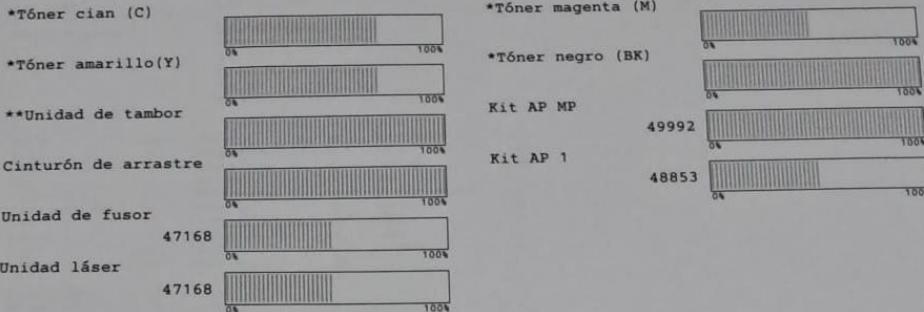 *Tóner cian (C)
0% 100%
*Tóner amarillo(Y)
0% 100%
**Unidad de tambor
0% 100%
Cinturón de arrastre
0% 100%
Unidad de fusor
47168
0% 100%
Unidad láser
47168
0% 100%
*Tóner magenta (M)
0% 100%
*Tóner negro (BK)
0% 100%
Kit AP MP
49992
0% 100%
Kit AP 1
48853
0% 100